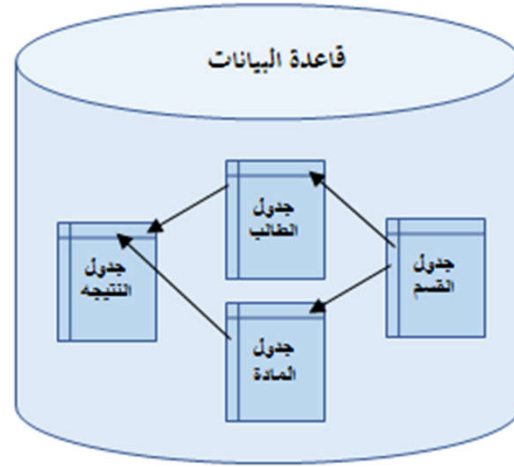 قاعدة البيانات
جدول
الطالب
جدول
القسم
جدول
النتيجه
جدول
المادة